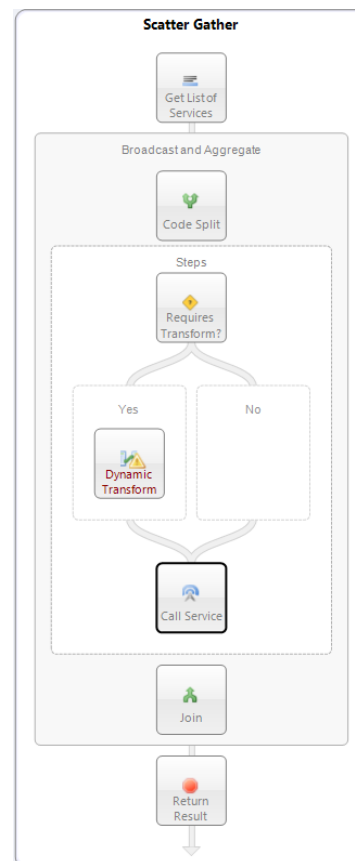 Scatter Gather
Get List of
Services
Broadcast and Aggregate
Code Split
Steps
Requires
Transform?
Yes
No
Dynamic
Transform
Call Service
Join
Return
Result